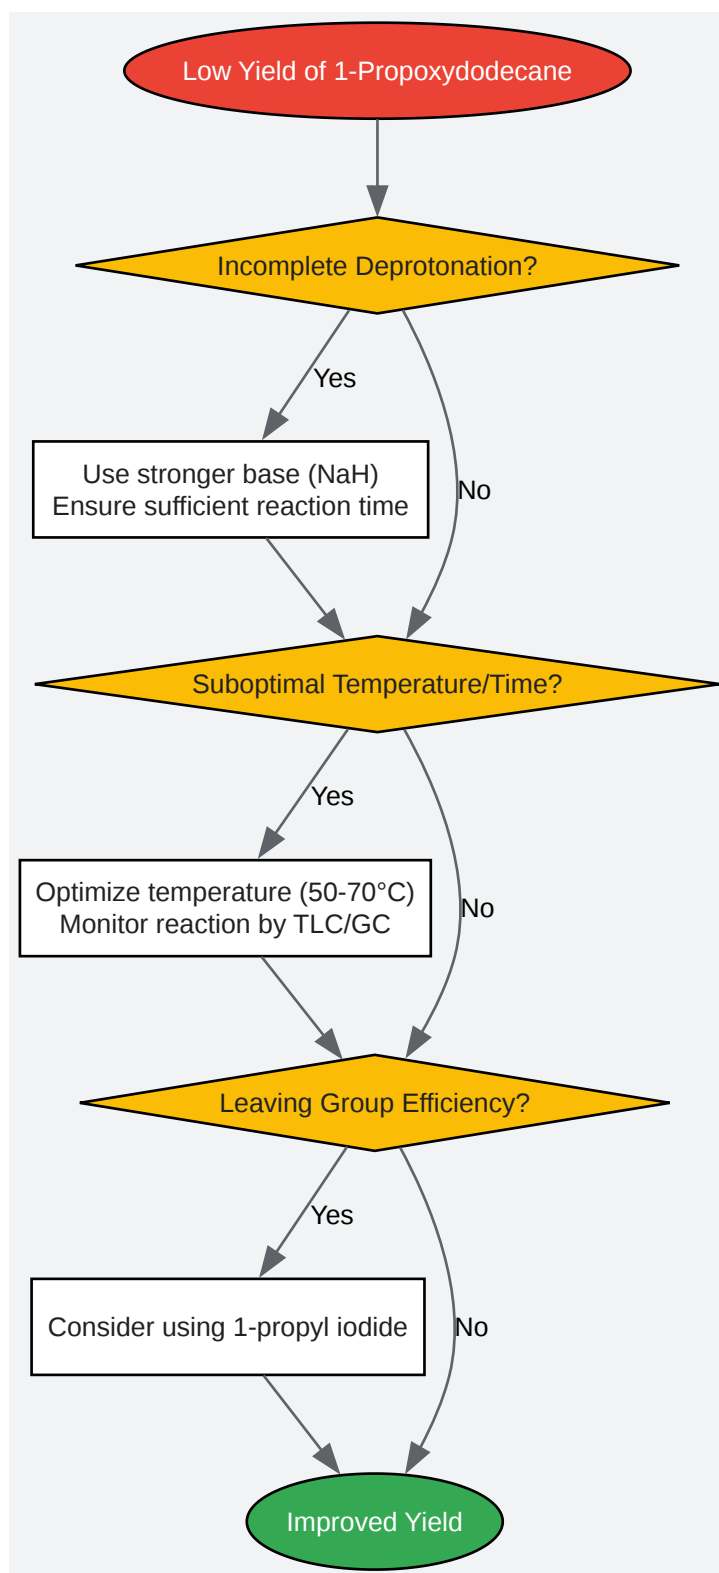 Low Yield of 1-Propoxydodecane
Incomplete Deprotonation?
Yes
Use stronger base (NaH)
Ensure sufficient reaction time
No
Suboptimal Temperature/Time?
Yes
Optimize temperature (50-70°C)
Monitor reaction by TLC/GC
No
Leaving Group Efficiency?
Yes
Consider using 1-propyl iodide
No
Improved Yield